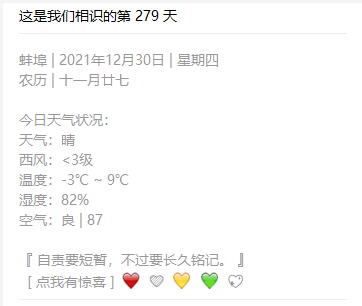 这是我们相识的第 279 天
蚌埠 | 2021年12月30日 | 星期四
农历 | 十一月廿七
今日天气状况：
天气：晴
西风：<3级
温度：-3℃ ~ 9℃
湿度：82%
空气：良 | 87
『 自责要短暂，不过要长久铭记。 』
[ 点我有惊喜 ] ❤️ 🤍 💛 💚 💝